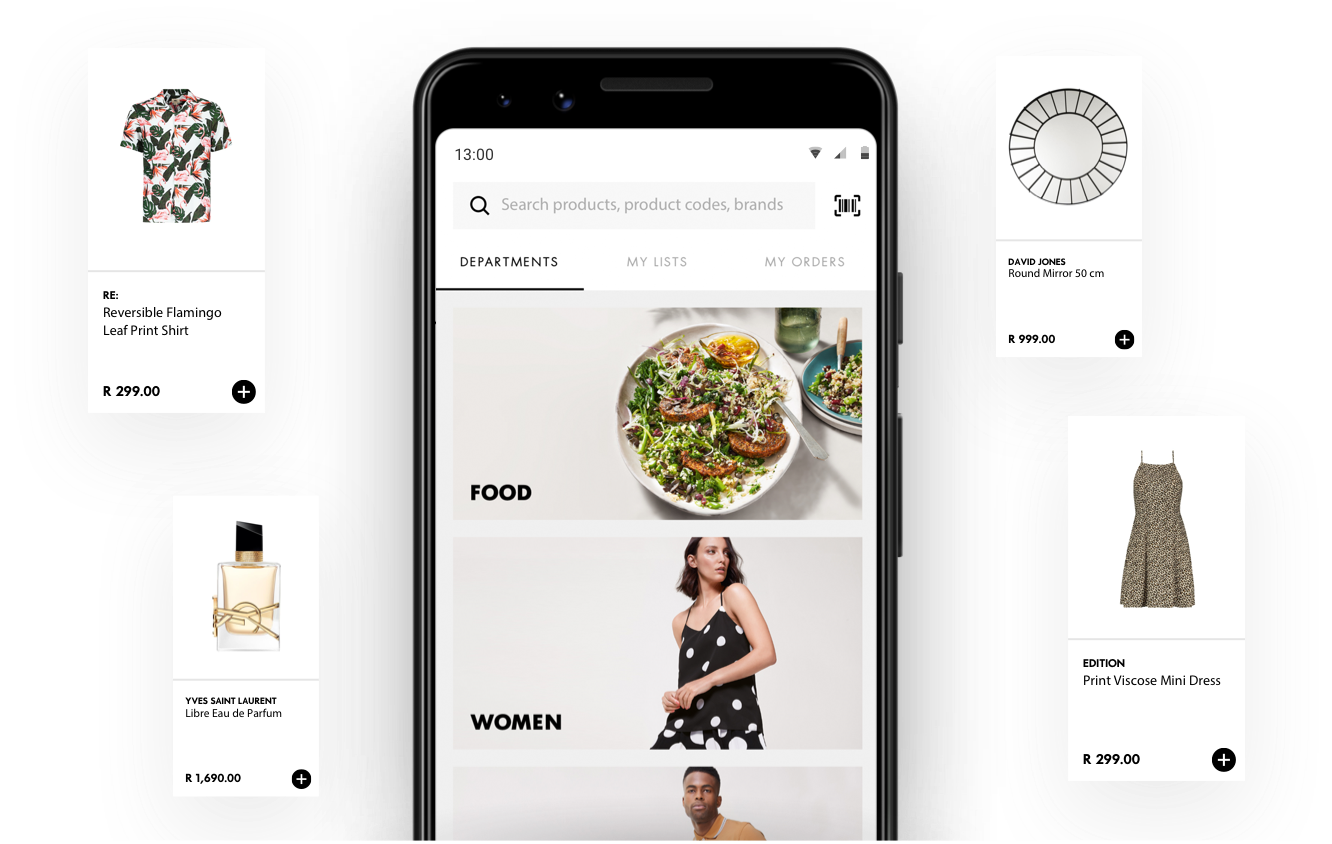 RE:
Reversible Flamingo
Leaf Print Shirt
R 299.00
YVES SAINT LAURENT
Libre Eau de Parfum
R 1,690.00
13:00
Search products, product codes, brands
DEPARTMENTS
MY LISTS
MY ORDERS
FOOD
WOMEN
DAVID JONES
Round Mirror 50 cm
R 999.00
EDITION
Print Viscose Mini Dress
R 299.00